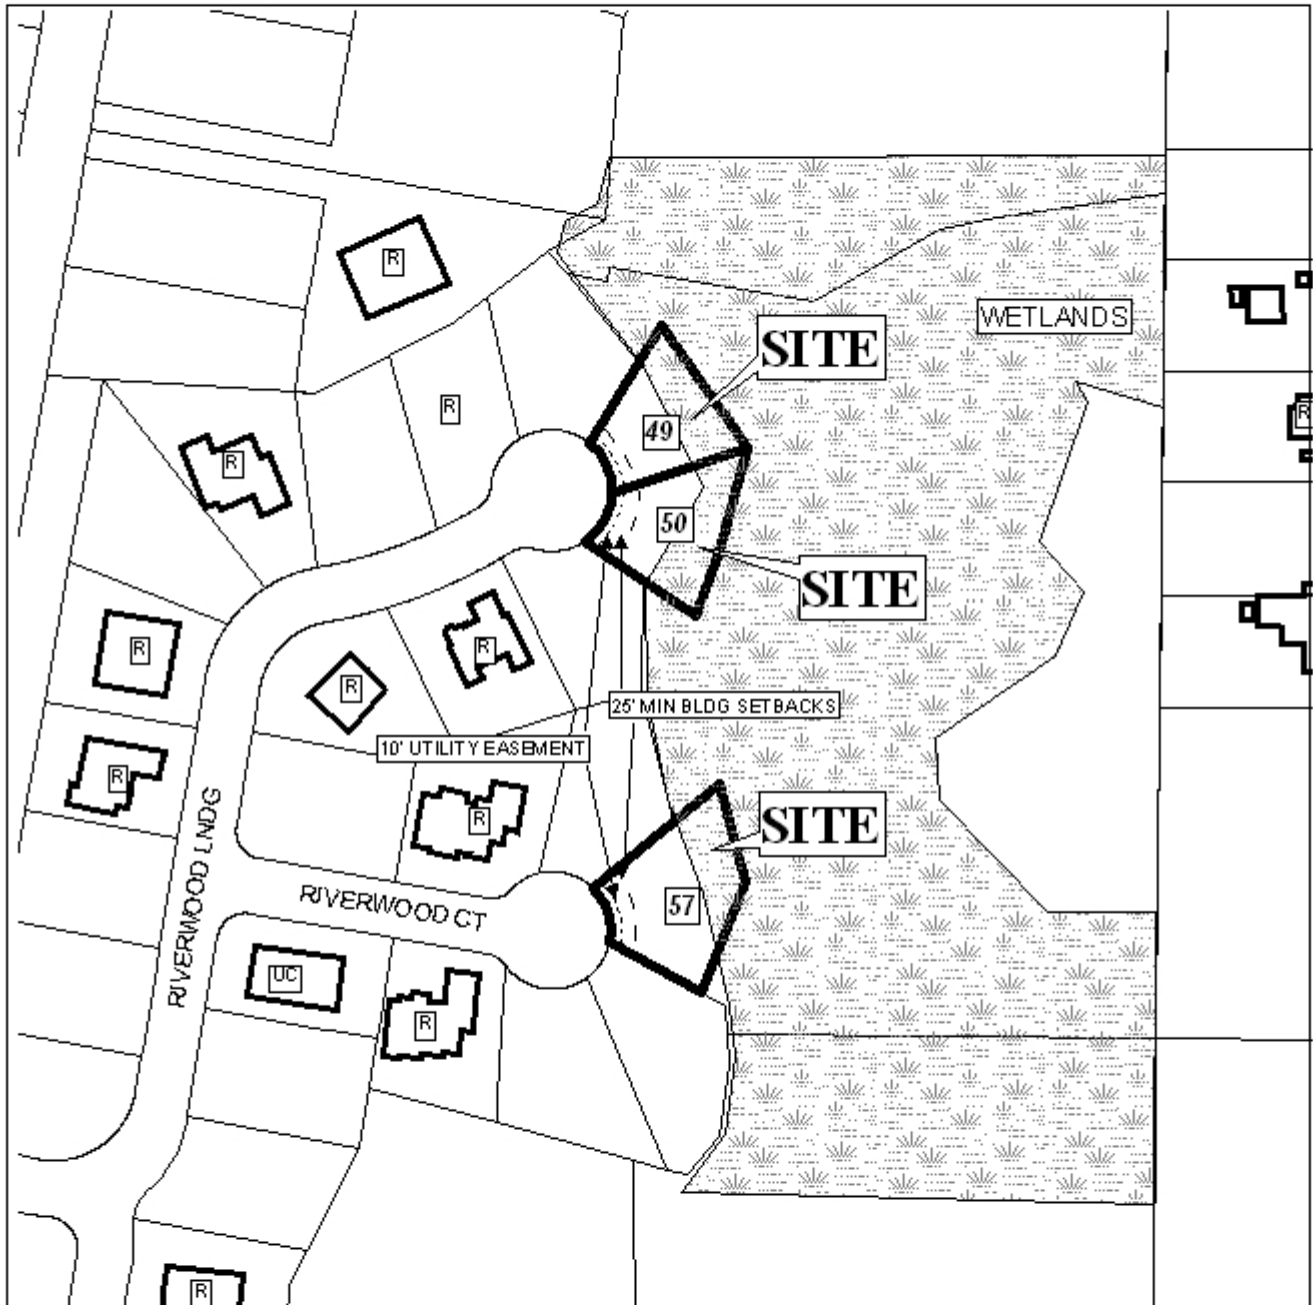 R
WETLANDS
SITE
R
R
49
R
50
SITE
R
R
R
25' MIN BLDG SETBACKS
10' UTILITY EASEMENT
R
R
SITE
RIVERWOOD LNDG
RIVERWOOD CT
57
UC
R
R